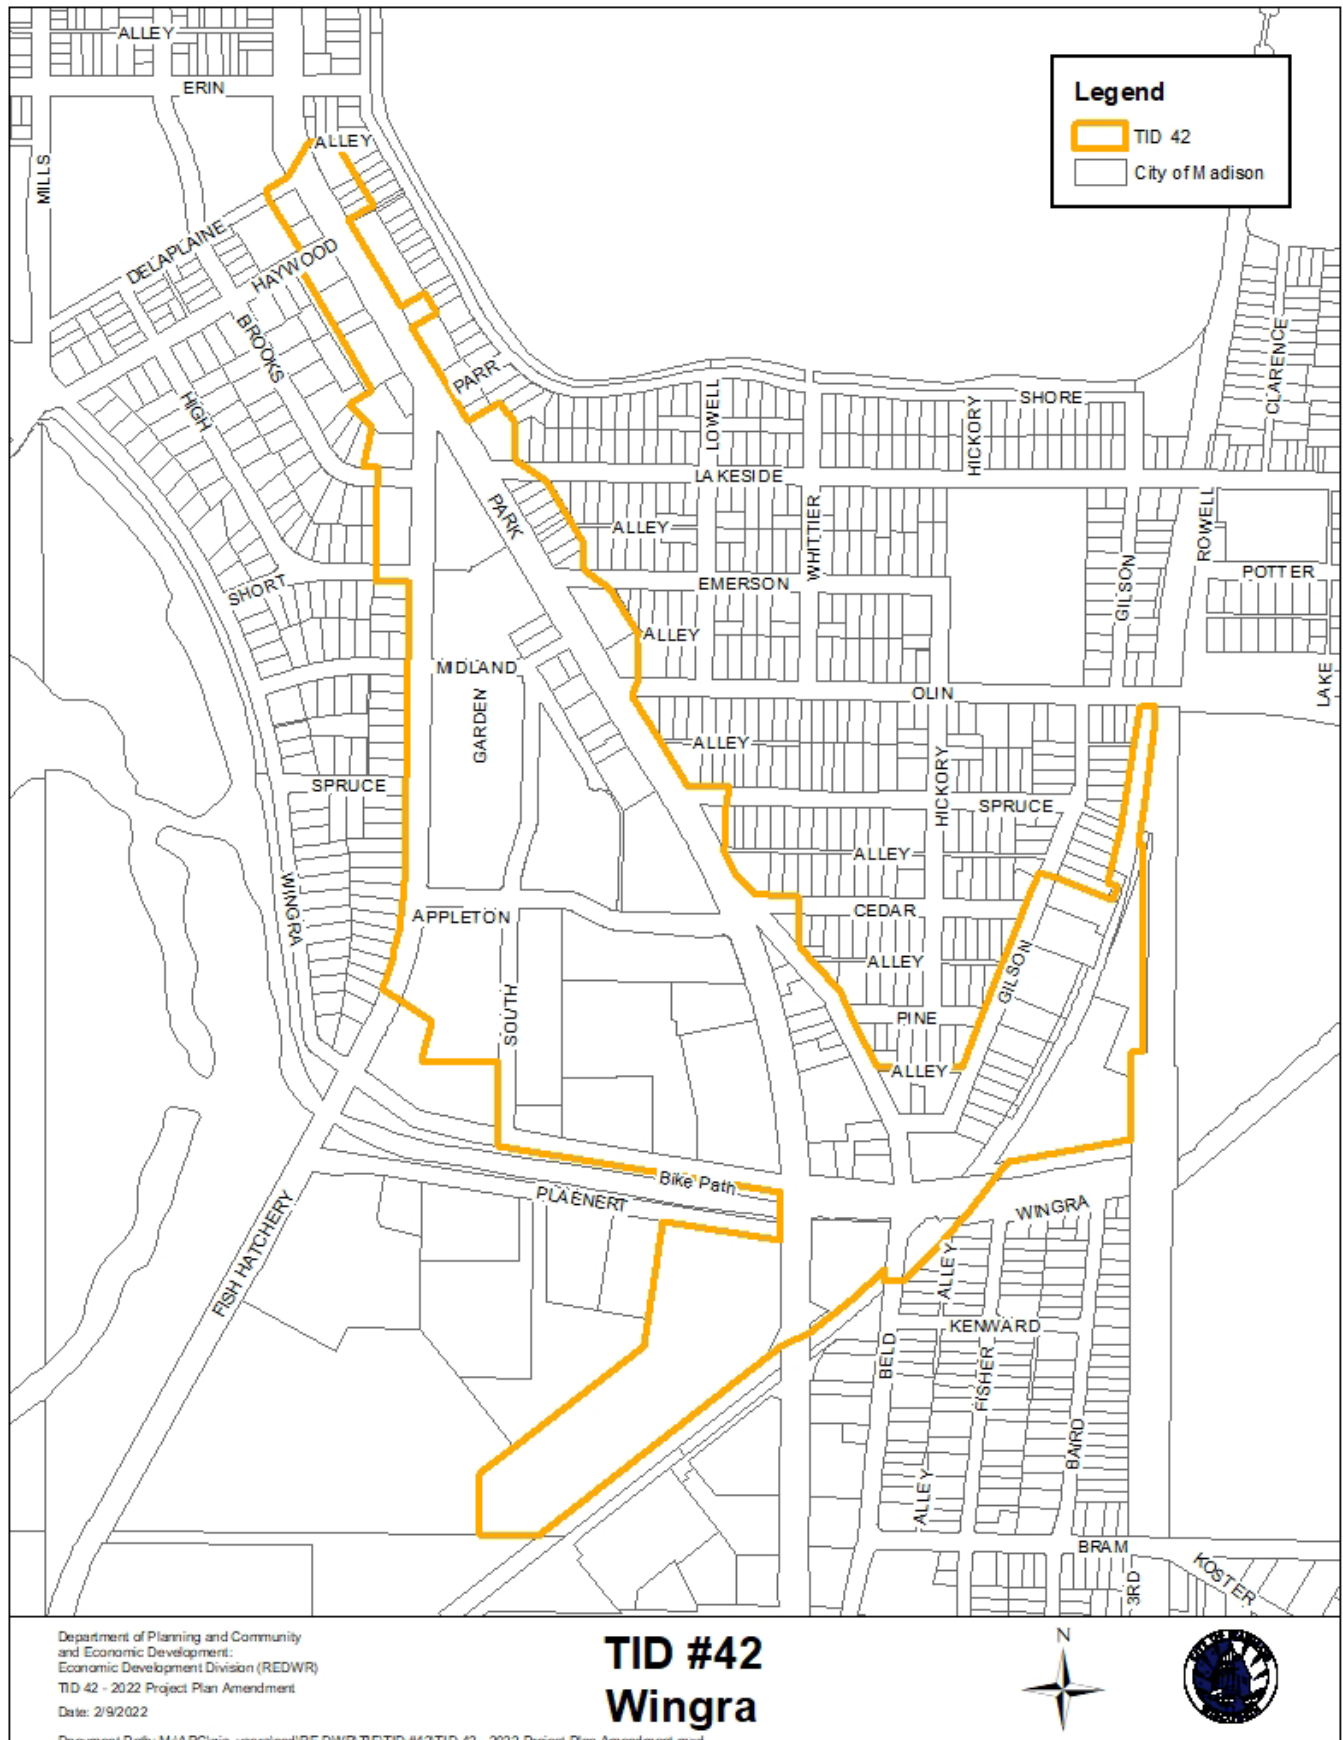 ALLEY
ERIN
ALLEY
MILLS
Legend
TID 42
City of Madison
DELAPLAINE
HAYWOOD
BROOKS
HIGH
PARR
LOWELL
HICKORY
SHORE
CLARENCE
LAKESIDE
PARK
ALLEY
WHITTIER
ROWELL
EMERSON
GILSON
POTTER
SHORT
ALLEY
MIDLAND
GARDEN
OLIN
LAKE
ALLEY
SPRUCE
HICKORY
SPRUCE
ALLEY
WINGRA
APPLETON
CEDAR
ALLEY
GILSON
SOUTH
PINE
ALLEY
Bike Path
PLAENERT
WINGRA
FISH HATCHERY
ALLEY
KENWARD
BELD
FISHER
BAIRD
ALLEY
BRAM
KOSTER
3RD
Department of Planning and Community
and Economic Development:
Economic Development Division (REDWR)
TID 42 - 2022 Project Plan Amendment
Date: 2/9/2022
TID #42
Wingra
N